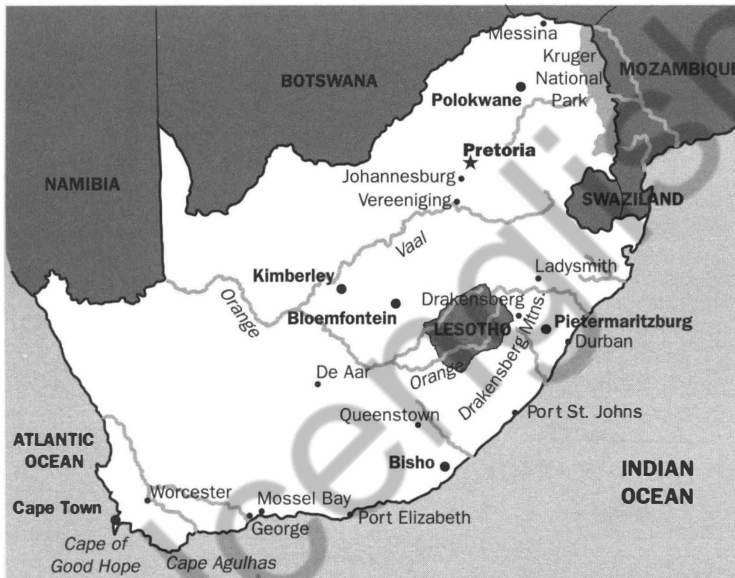 Messina
Kruger
National
Park
MOZAMBIQUE
BOTSWANA
Polokwane
Pretoria
NAMIBIA
Johannesburg
SWAZILAND
Vereeniging
Vaal
Ladysmith
Kimberley
Orange
Drakensberg
Bloemfontein
LESOTHO
Drakensberg Mtns.
Pietermaritzburg
Durban
De Aar
Orange
Queenstown
Port St. Johns
ATLANTIC
OCEAN
Bisho
INDIAN
OCEAN
Worcester
Mossel Bay
Cape Town
George
Port Elizabeth
Cape of
Good Hope
Cape Agulhas